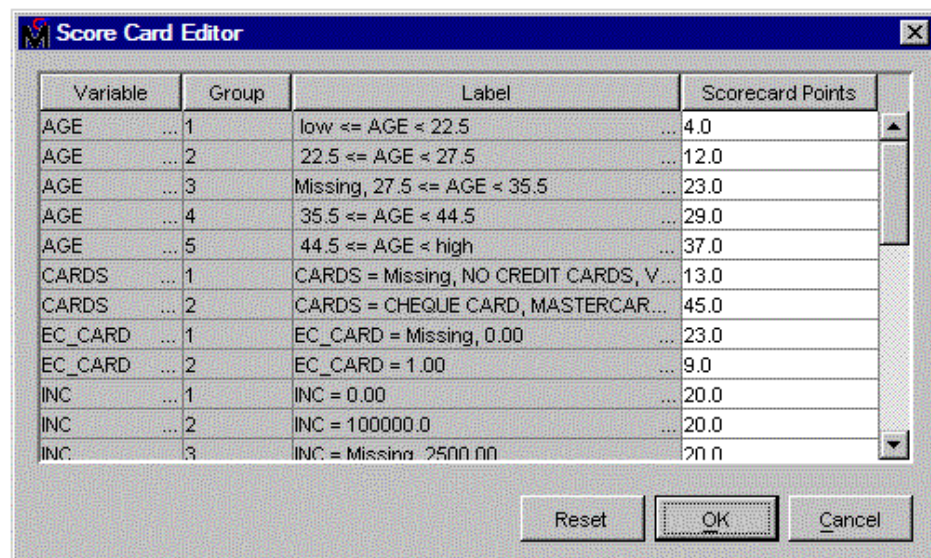 Score Card Editor
Variable Group Label Scorecard Points
AGE ... 1 low <= AGE < 22.5 ... 4.0
AGE ... 2 22.5 <= AGE < 27.5 ... 12.0
AGE ... 3 Missing, 27.5 <= AGE < 35.5 ... 23.0
AGE ... 4 35.5 <= AGE < 44.5 ... 29.0
AGE ... 5 44.5 <= AGE < high ... 37.0
CARDS ... 1 CARDS = Missing, NO CREDIT CARDS, V... 13.0
CARDS ... 2 CARDS = CHEQUE CARD, MASTERCAR... 45.0
EC_CARD ... 1 EC_CARD = Missing, 0.00 ... 23.0
EC_CARD ... 2 EC_CARD = 1.00 ... 9.0
INC ... 1 INC = 0.00 ... 20.0
INC ... 2 INC = 100000.0 ... 20.0
INC 3 INC = Missing, 2500.00 20.0
Reset OK Cancel